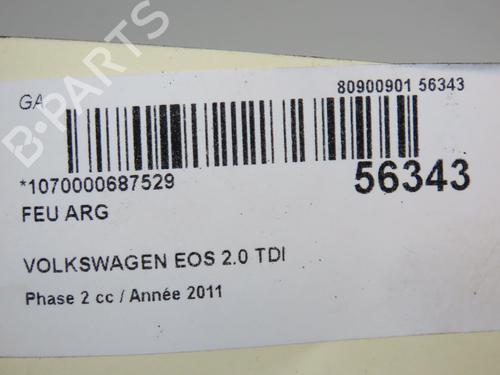 GA
80900901 56343
*1070000687529
56343
FEU ARG
VOLKSWAGEN EOS 2.0 TDI
Phase 2 cc / Année 2011
B-PARTS